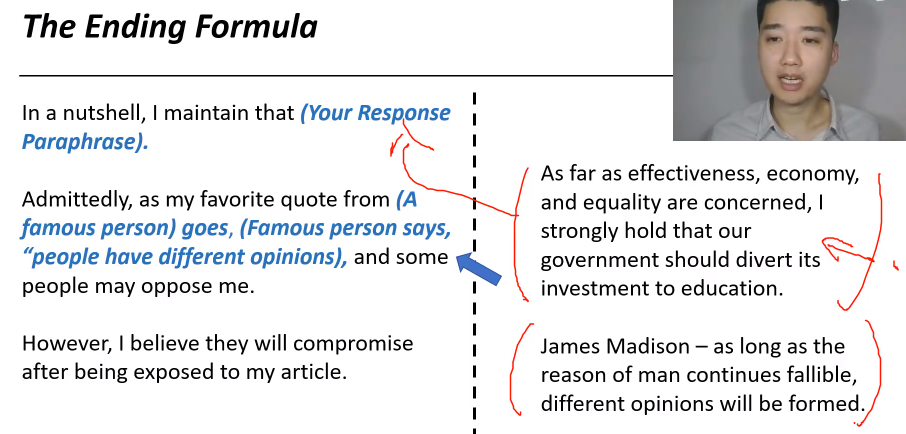 The Ending Formula
In a nutshell, I maintain that (Your Response
Paraphrase).
Admittedly, as my favorite quote from (A
famous person) goes, (Famous person says,
“people have different opinions), and some
people may oppose me.
However, I believe they will compromise
after being exposed to my article.
As far as effectiveness, economy,
and equality are concerned, I
strongly hold that our
government should divert its
investment to education.
James Madison – as long as the
reason of man continues fallible,
different opinions will be formed.